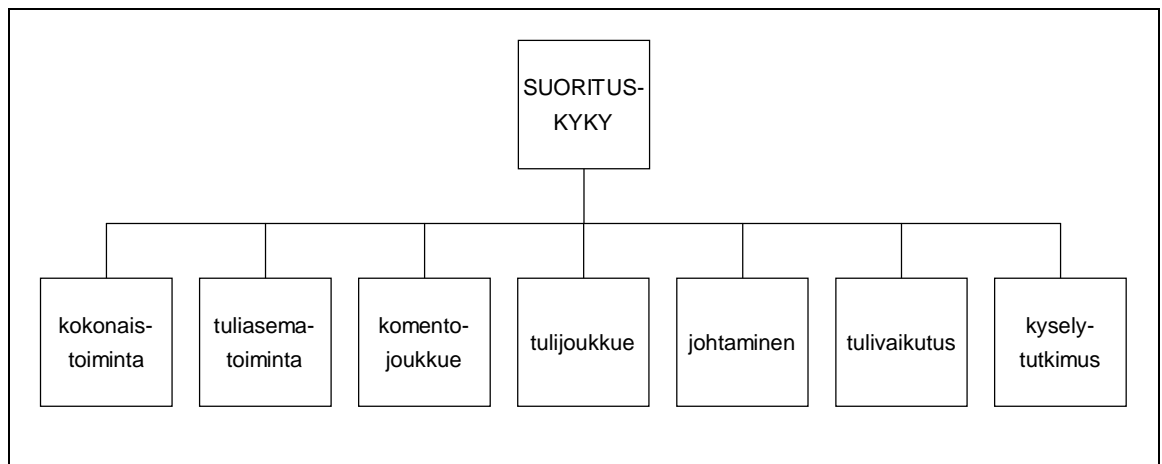 SUORITUS-
KYKY
kokonais-
toiminta
tuliasema-
toiminta
komento-
joukkue
tulijoukkue
johtaminen
tulivaikutus
kysely-
tutkimus